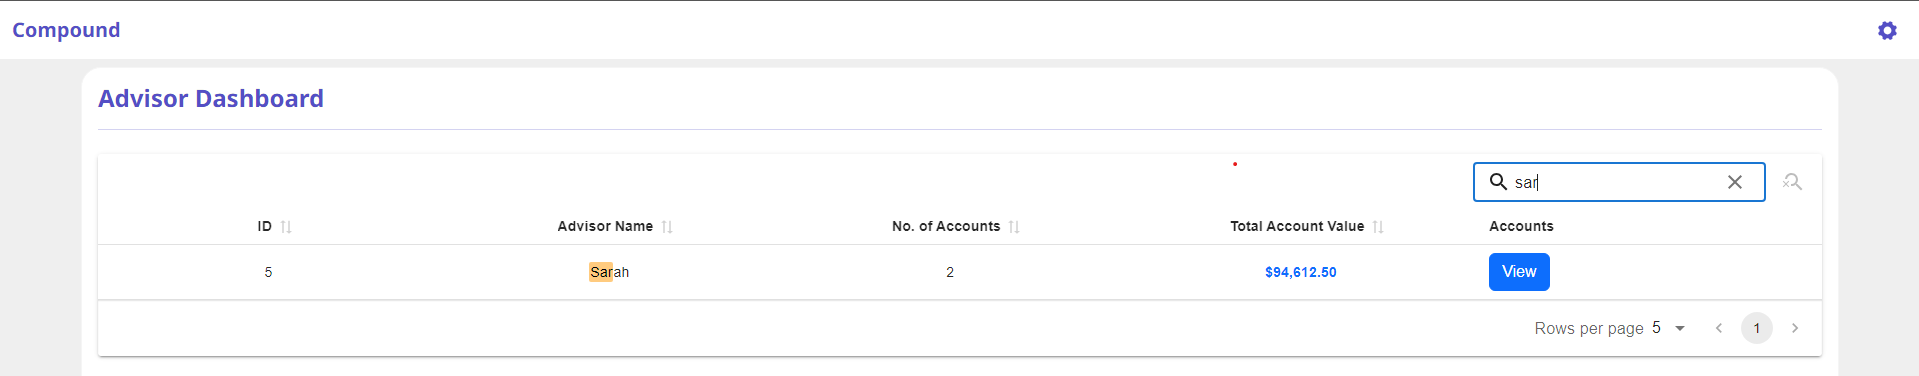 Compound
Advisor Dashboard
sar
ID Advisor Name No. of Accounts Total Account Value Accounts
5 Sarah 2 $94,612.50 View
Rows per page 5 1